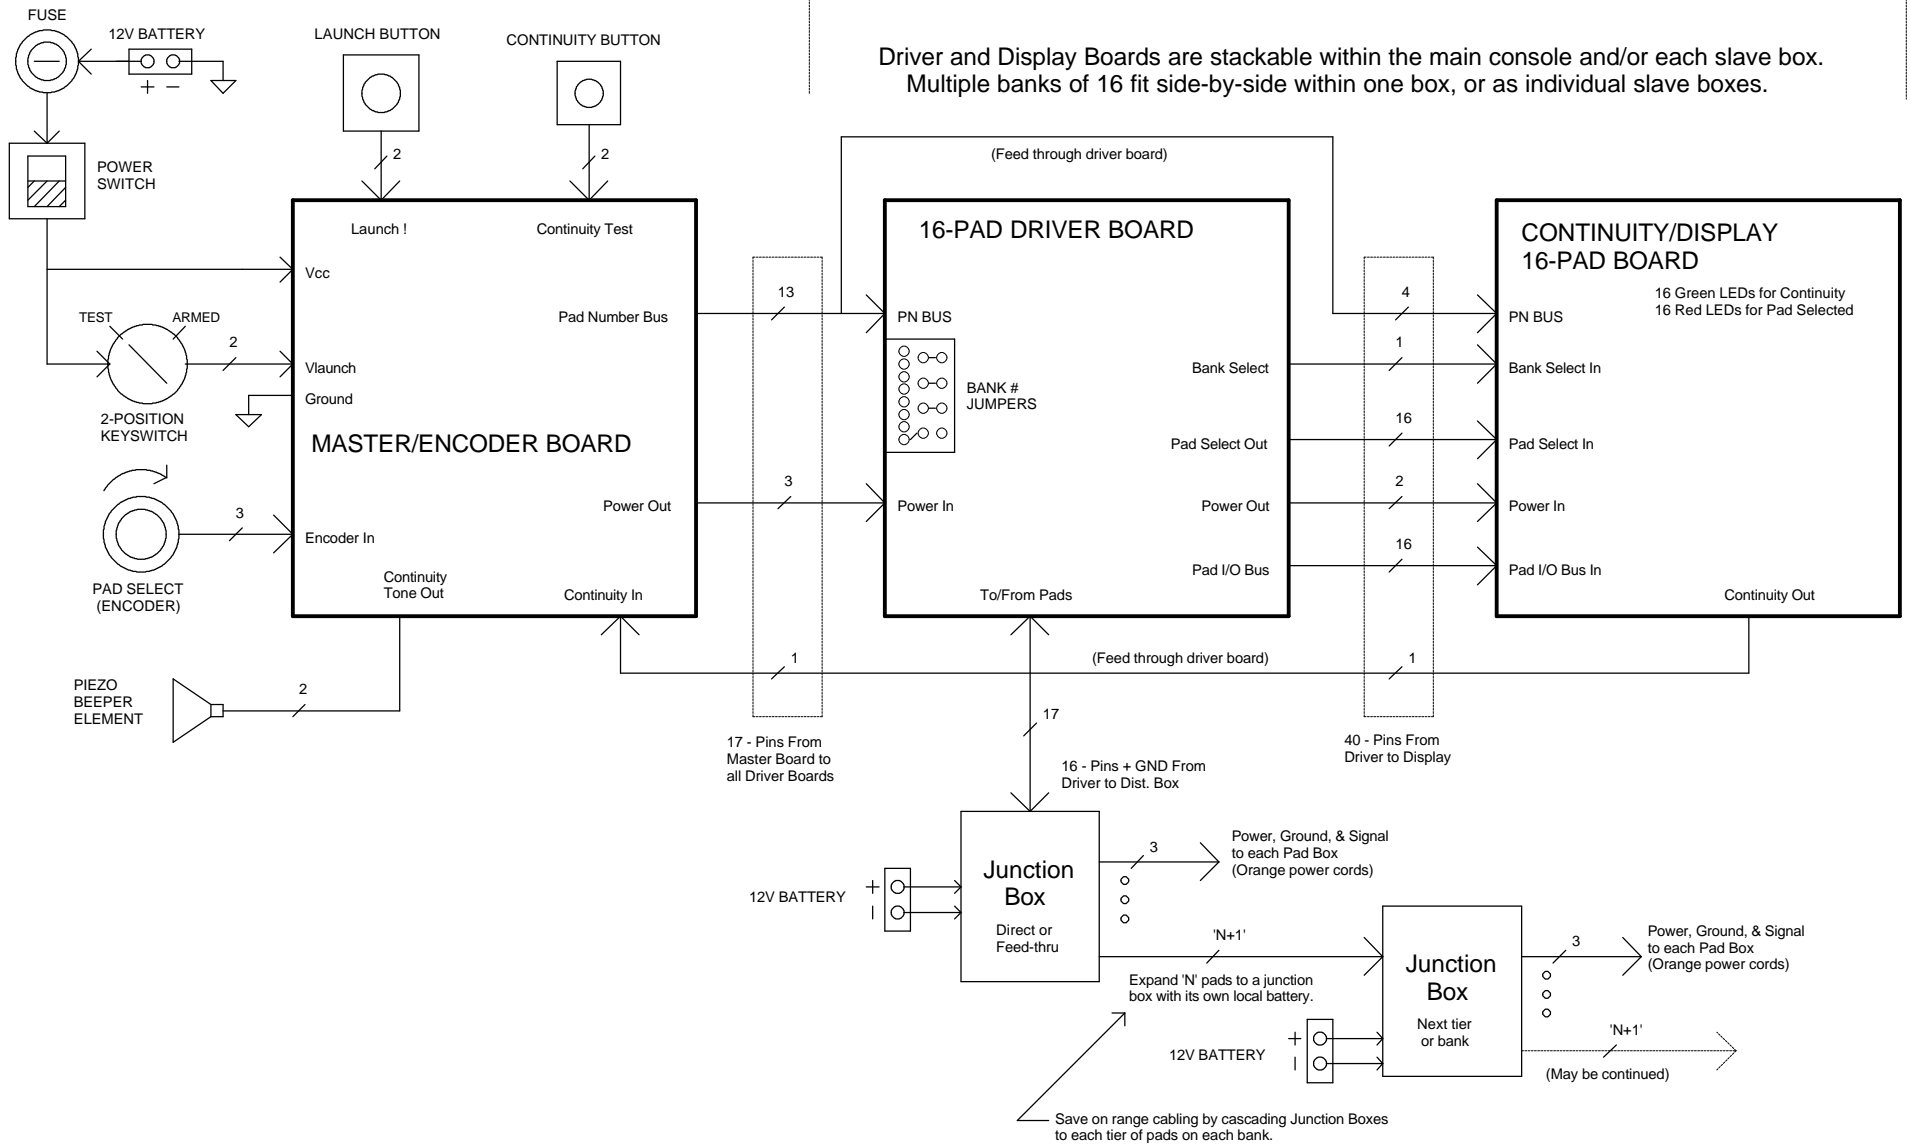 FUSE
12V BATTERY
+ −
LAUNCH BUTTON
CONTINUITY BUTTON
Driver and Display Boards are stackable within the main console and/or each slave box.
Multiple banks of 16 fit side-by-side within one box, or as individual slave boxes.
POWER
SWITCH
2
2
(Feed through driver board)
Launch !
Continuity Test
Vcc
Pad Number Bus
Vlaunch
Ground
MASTER/ENCODER BOARD
Power Out
Encoder In
Continuity
Tone Out
Continuity In
TEST
ARMED
2
2-POSITION
KEYSWITCH
3
PAD SELECT
(ENCODER)
PIEZO
BEEPER
ELEMENT
2
13
3
1
17 - Pins From
Master Board to
all Driver Boards
16-PAD DRIVER BOARD
PN BUS
BANK #
JUMPERS
Bank Select
Pad Select Out
Power In
Power Out
Pad I/O Bus
To/From Pads
(Feed through driver board)
4
1
16
2
16
1
40 - Pins From
Driver to Display
CONTINUITY/DISPLAY
16-PAD BOARD
16 Green LEDs for Continuity
16 Red LEDs for Pad Selected
PN BUS
Bank Select In
Pad Select In
Power In
Pad I/O Bus In
Continuity Out
17
16 - Pins + GND From
Driver to Dist. Box
12V BATTERY
+
−
Junction
Box
Direct or
Feed-thru
3
Power, Ground, & Signal
to each Pad Box
(Orange power cords)
'N+1'
Expand 'N' pads to a junction
box with its own local battery.
12V BATTERY
+
−
Junction
Box
Next tier
or bank
3
Power, Ground, & Signal
to each Pad Box
(Orange power cords)
'N+1'
(May be continued)
Save on range cabling by cascading Junction Boxes
to each tier of pads on each bank.